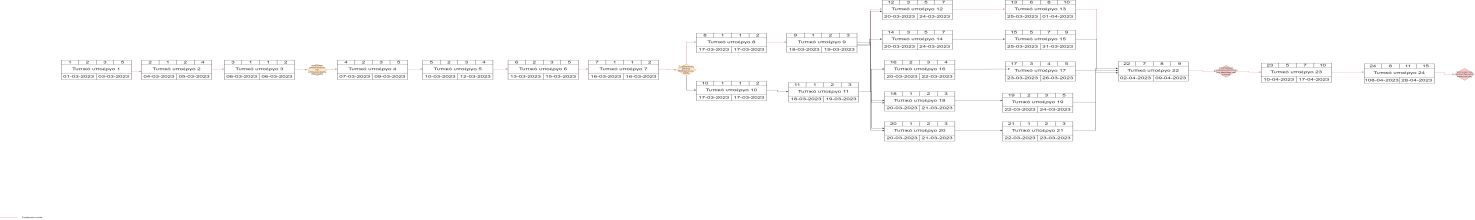 1 2 3 5
Τυπικό υποέργο 1
01-03-2023 03-03-2023
2 1 2 4
Τυπικό υποέργο 2
04-03-2023 05-03-2023
3 1 1 2
Τυπικό υποέργο 3
06-03-2023 06-03-2023
4 2 3 5
Τυπικό υποέργο 4
07-03-2023 09-03-2023
5 2 3 4
Τυπικό υποέργο 5
10-03-2023 12-03-2023
6 2 3 5
Τυπικό υποέργο 6
13-03-2023 15-03-2023
7 1 1 2
Τυπικό υποέργο 7
16-03-2023 16-03-2023
8 1 1 2
Τυπικό υποέργο 8
17-03-2023 17-03-2023
9 1 2 3
Τυπικό υποέργο 9
18-03-2023 19-03-2023
10 1 1 2
Τυπικό υποέργο 10
17-03-2023 17-03-2023
11 1 2 3
Τυπικό υποέργο 11
18-03-2023 19-03-2023
12 3 5 7
Τυπικό υποέργο 12
20-03-2023 24-03-2023
13 6 8 10
Τυπικό υποέργο 13
25-03-2023 01-04-2023
14 3 5 7
Τυπικό υποέργο 14
20-03-2023 24-03-2023
15 5 7 9
Τυπικό υποέργο 15
25-03-2023 31-03-2023
16 2 3 4
Τυπικό υποέργο 16
20-03-2023 22-03-2023
17 3 4 5
Τυπικό υποέργο 17
23-03-2023 26-03-2023
18 1 2 3
Τυπικό υποέργο 18
20-03-2023 21-03-2023
19 2 3 5
Τυπικό υποέργο 19
22-03-2023 24-03-2023
20 1 2 3
Τυπικό υποέργο 20
20-03-2023 21-03-2023
21 1 2 3
Τυπικό υποέργο 21
22-03-2023 23-03-2023
22 7 8 9
Τυπικό υποέργο 22
02-04-2023 09-04-2023
23 5 7 10
Τυπικό υποέργο 23
10-04-2023 17-04-2023
24 8 11 15
Τυπικό υποέργο 24
108-04-2023 28-04-2023